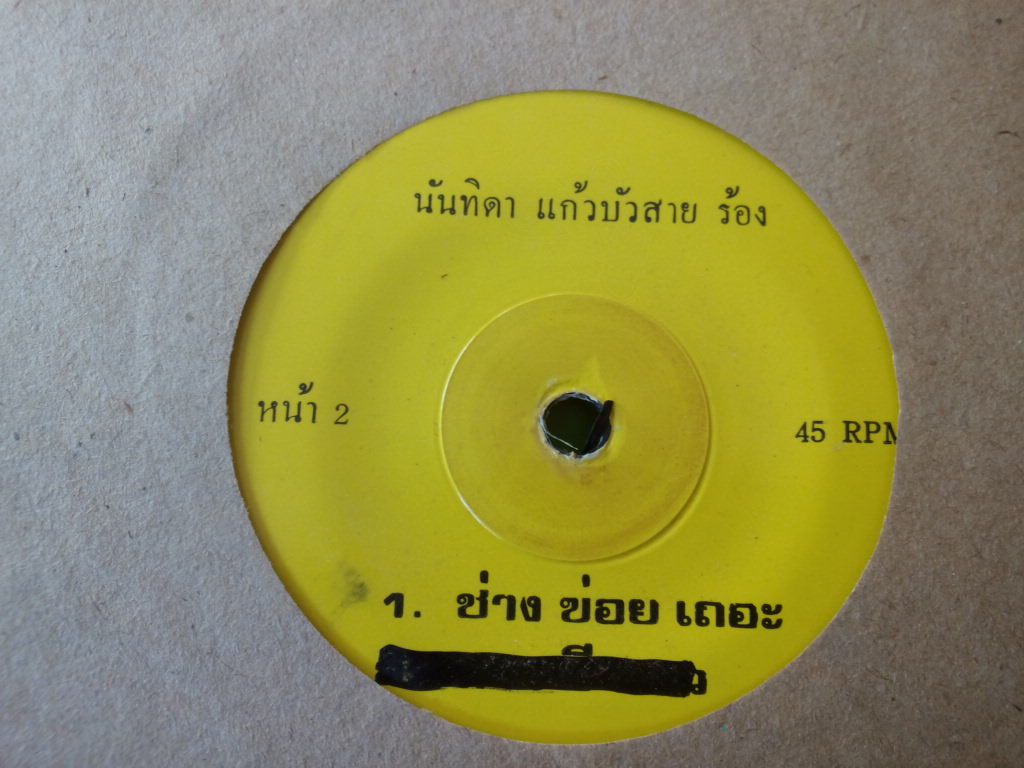 นันทิดา แก้วบัวสาย ร้อง
หน้า 2
45 RPM
1. ช่าง ข่อย เถอะ